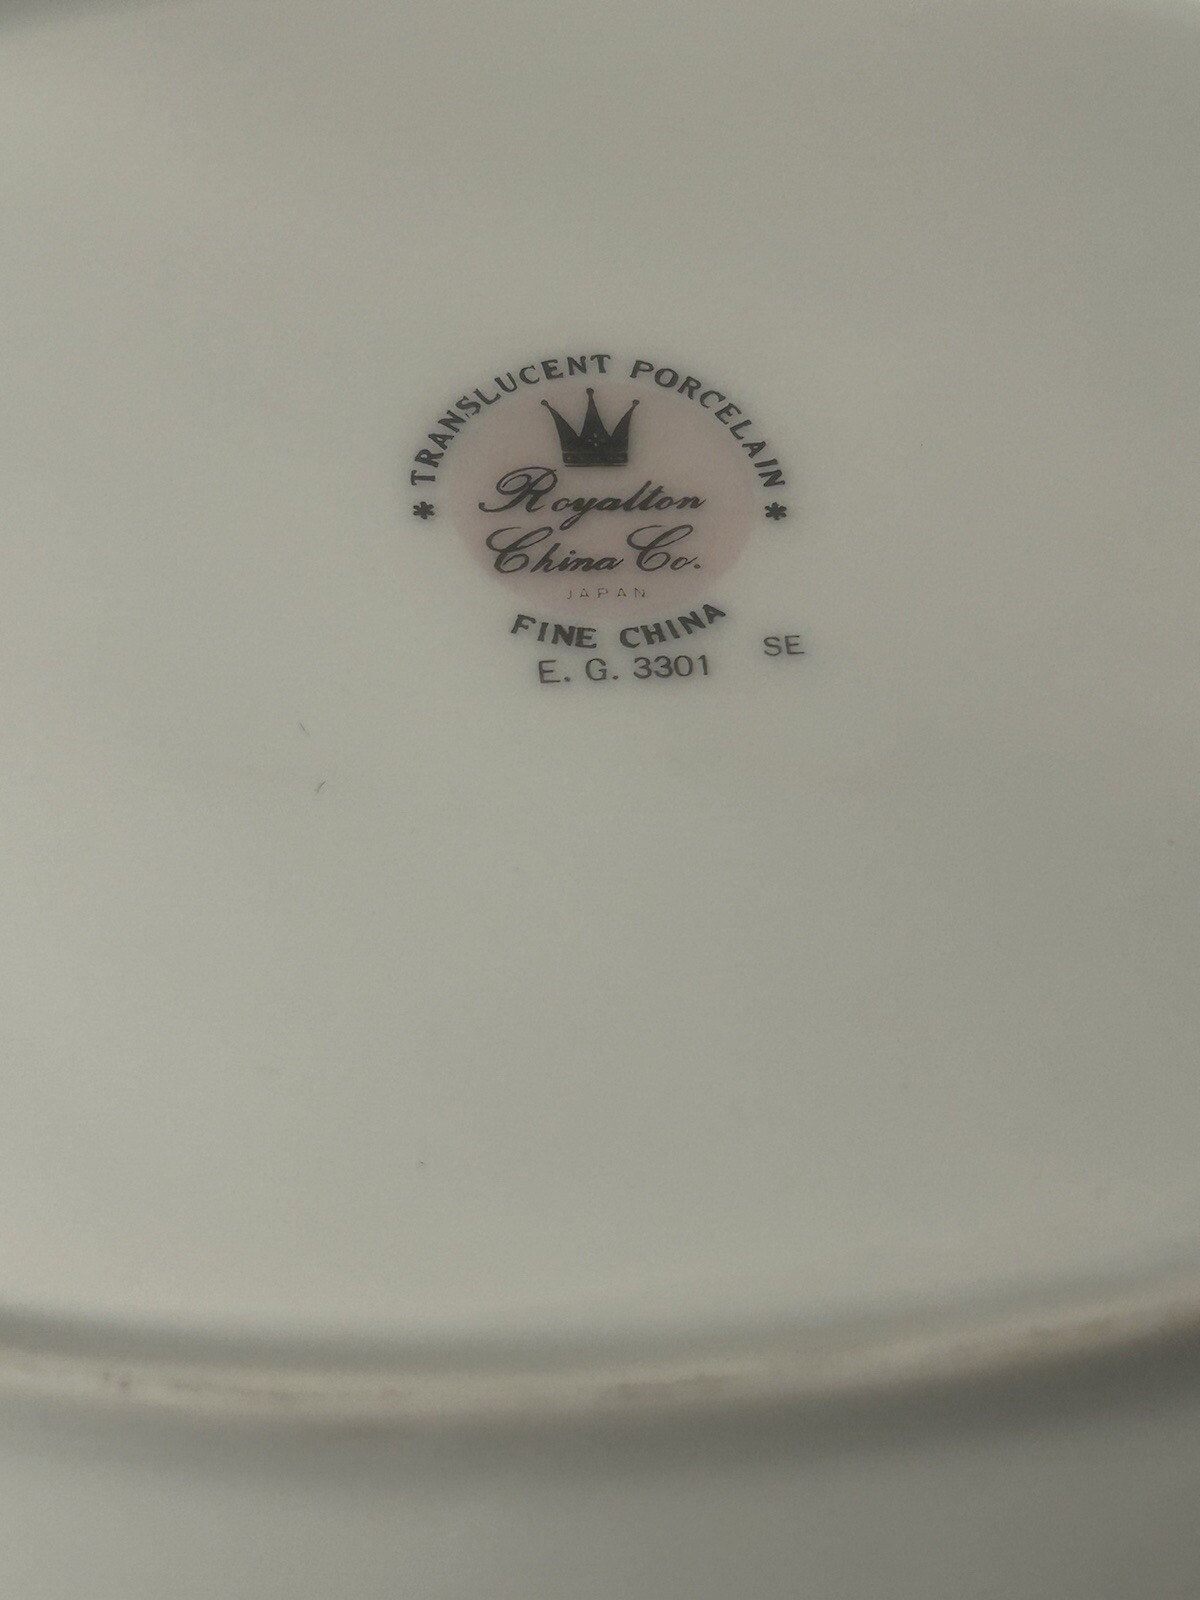 * TRANSLUCENT PORCELAIN *
Royalton
China Co.
JAPAN
FINE CHINA
E. G. 3301
SE